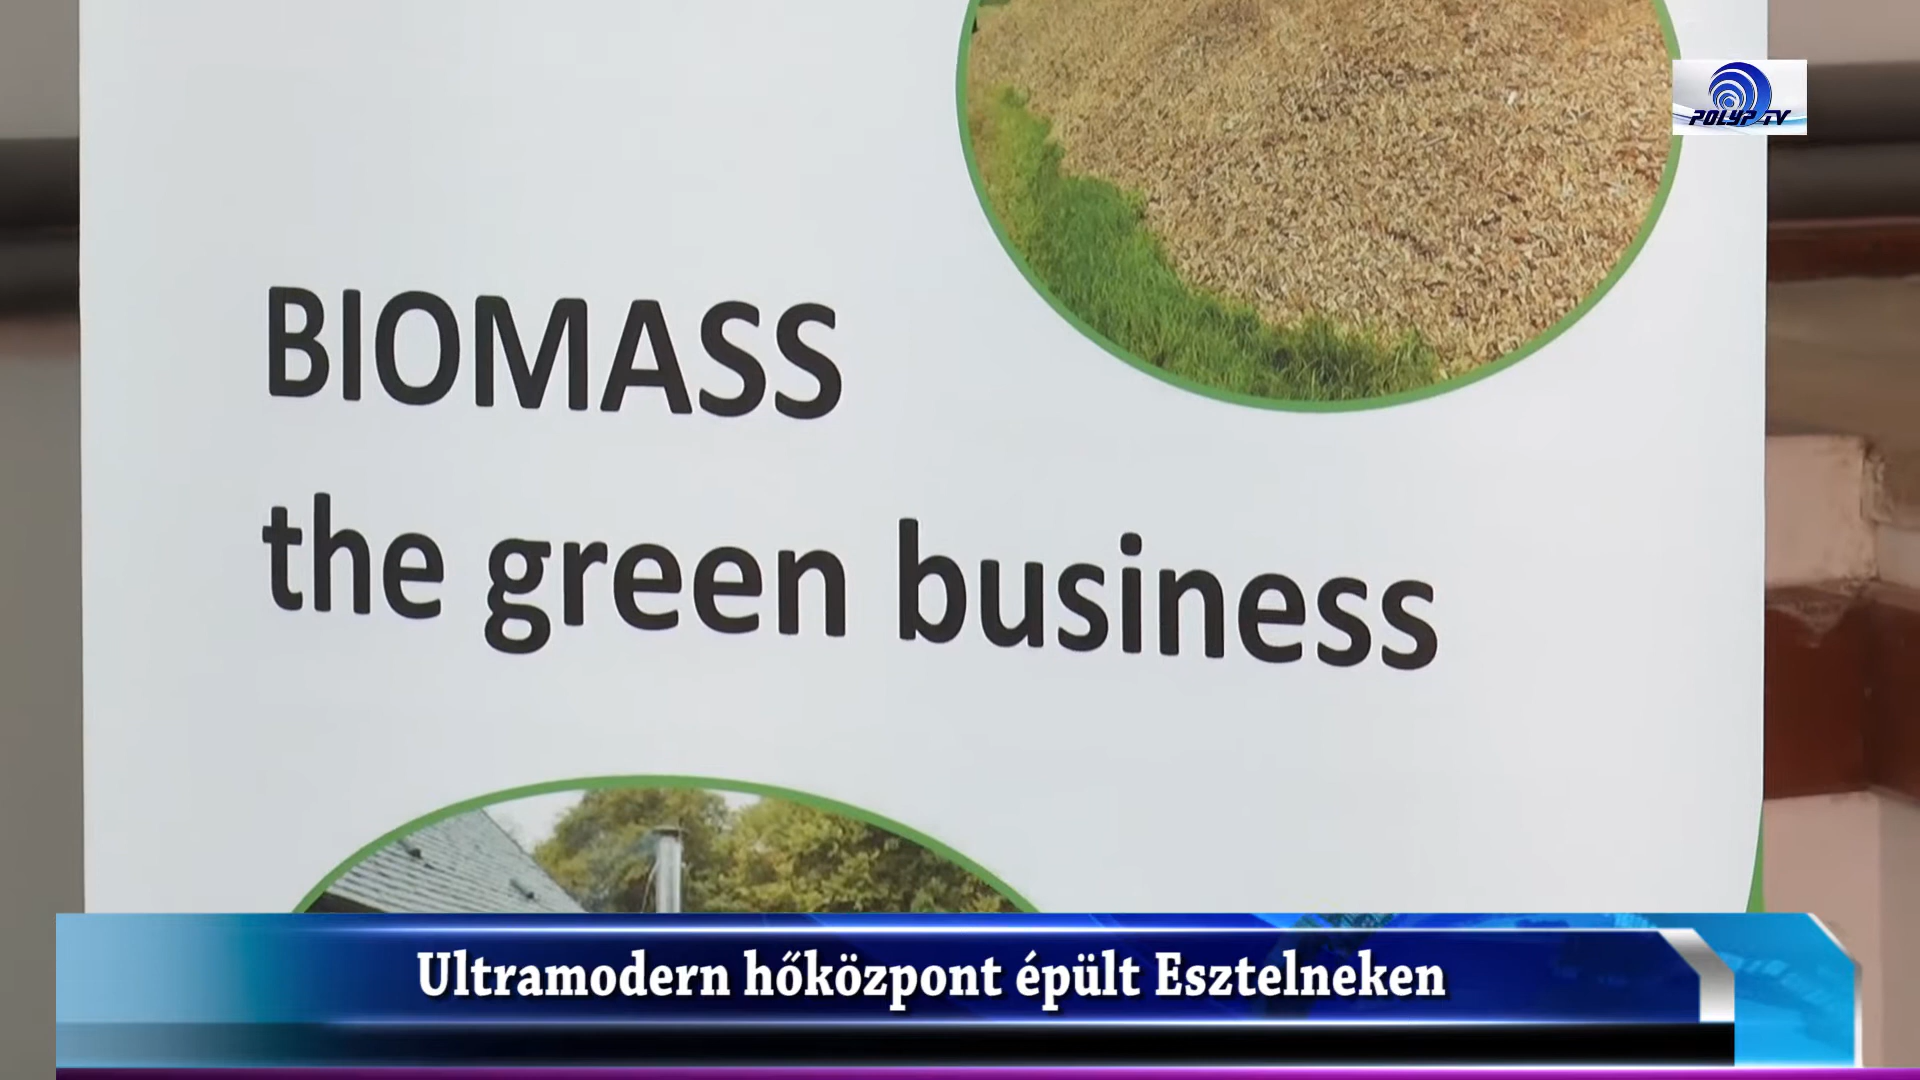 POLYP-TV
BIOMASS
the green business
Ultramodern hőközpont épült Esztelneken